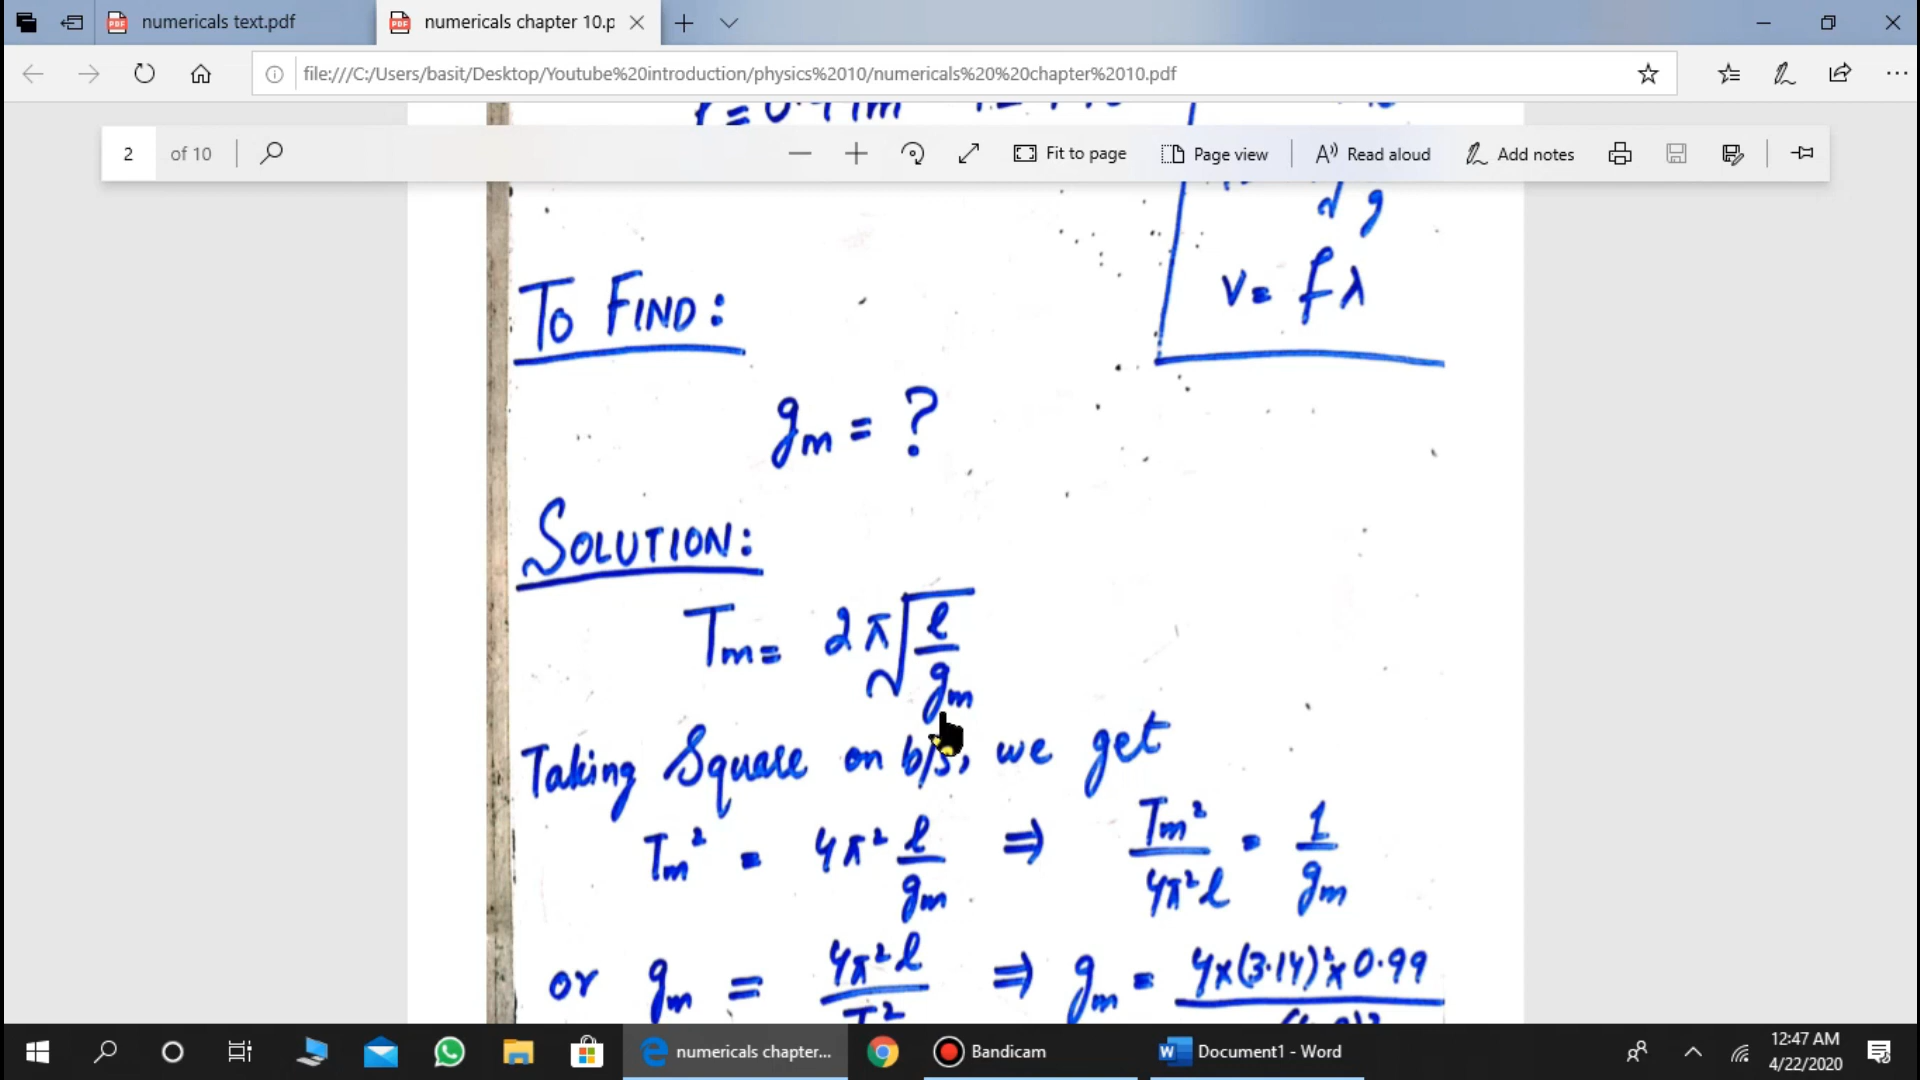 numericals text.pdf
numericals chapter 10.p
file:///C:/Users/basit/Desktop/Youtube%20introduction/physics%2010/numericals%20%20chapter%2010.pdf
2 of 10
Fit to page
Page view
Read aloud
Add notes
g
V = fλ
TO FIND:
gm = ?
SOLUTION:
Tm = 2π√(l/gm)
Taking Square on b/s, we get
Tm² = 4π² l/gm ⇒ Tm²/4π²l = 1/gm
or gm = 4π²l/T² ⇒ gm = 4×(3.14)²×0.99
numericals chapter...
Bandicam
Document1 - Word
12:47 AM
4/22/2020